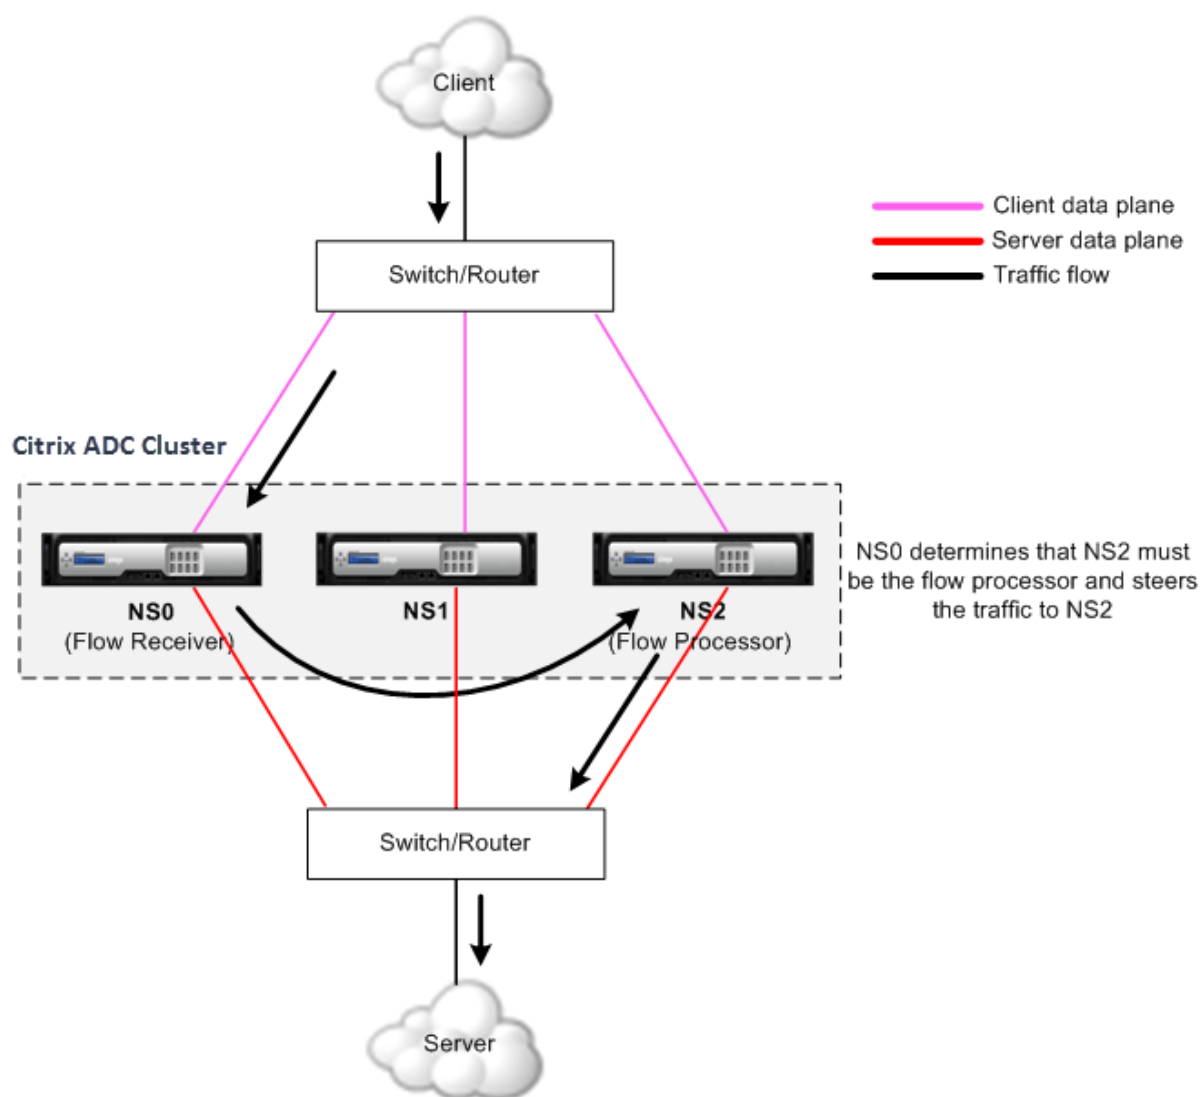 Client
Client data plane
Server data plane
Traffic flow
Switch/Router
Citrix ADC Cluster
NS0
(Flow Receiver)
NS1
NS2
(Flow Processor)
NS0 determines that NS2 must
be the flow processor and steers
the traffic to NS2
Switch/Router
Server